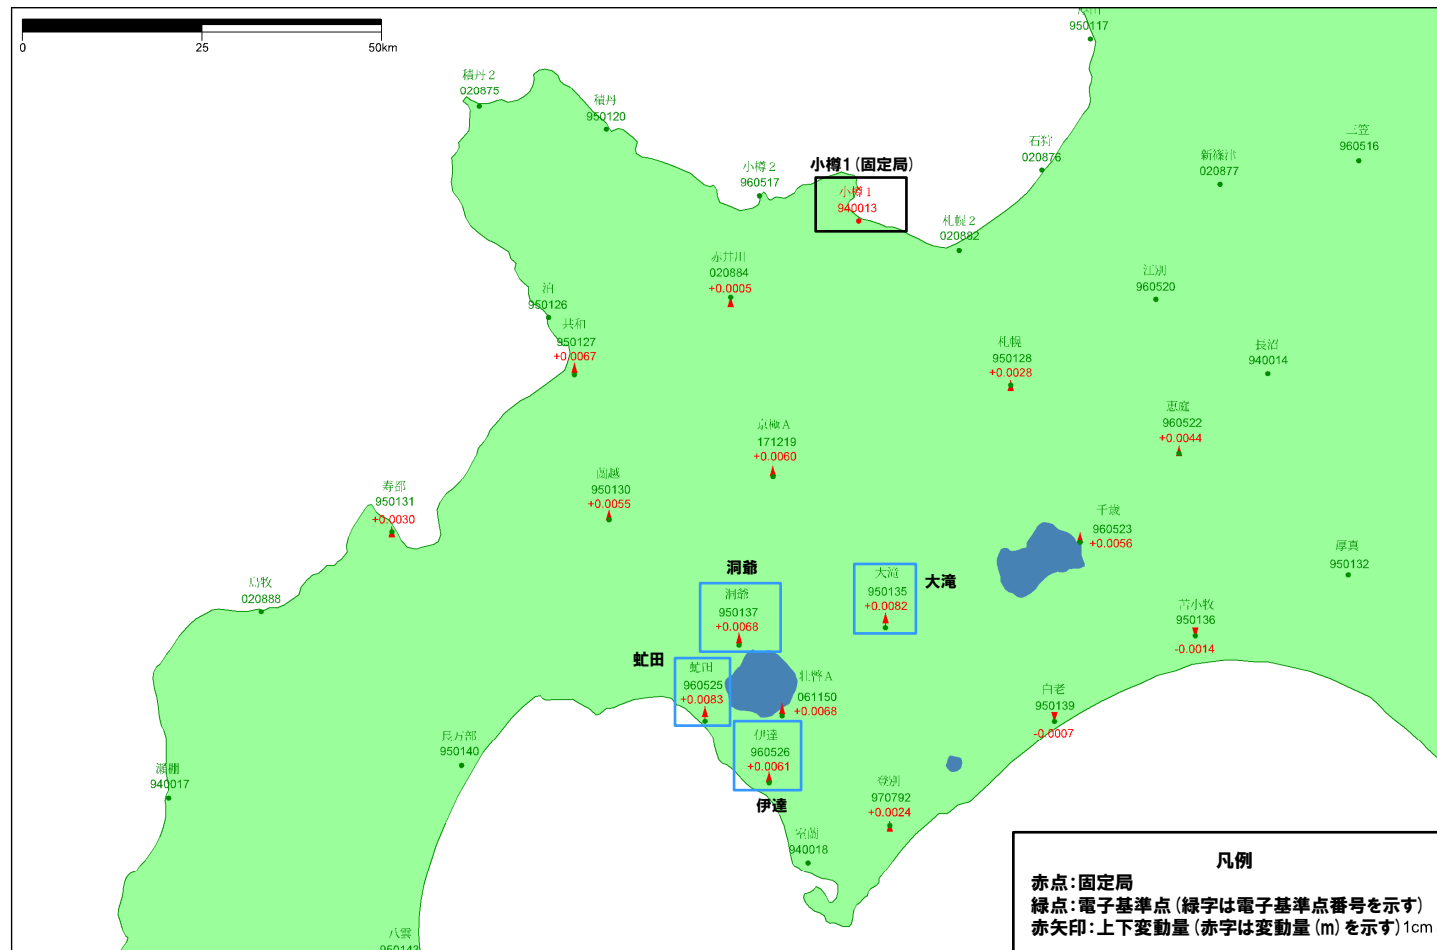 0
25
50km
950117
積丹２
020875
積丹
950120
小樽２
960517
小樽1（固定局）
小樽１
940013
石狩
020876
新篠津
020877
三笠
960516
札幌２
020882
赤井川
020884
+0.0005
江別
960520
泊
950126
共和
950127
+0.0067
札幌
950128
+0.0028
長沼
940014
恵庭
960522
+0.0044
京極Ａ
171219
+0.0060
蘭越
950130
+0.0055
寿都
950131
+0.0030
千歳
960523
+0.0056
厚真
950132
島牧
020888
洞爺
洞爺
950137
+0.0068
大滝
大滝
950135
+0.0082
苫小牧
950136
-0.0014
虻田
虻田
960525
+0.0083
壮瞥Ａ
061150
+0.0068
白老
950139
-0.0007
伊達
960526
+0.0061
伊達
長万部
950140
瀬棚
940017
登別
970792
+0.0024
室蘭
940018
八雲
950143
凡例
赤点：固定局
緑点：電子基準点（緑字は電子基準点番号を示す）
赤矢印：上下変動量（赤字は変動量（m）を示す）1cm